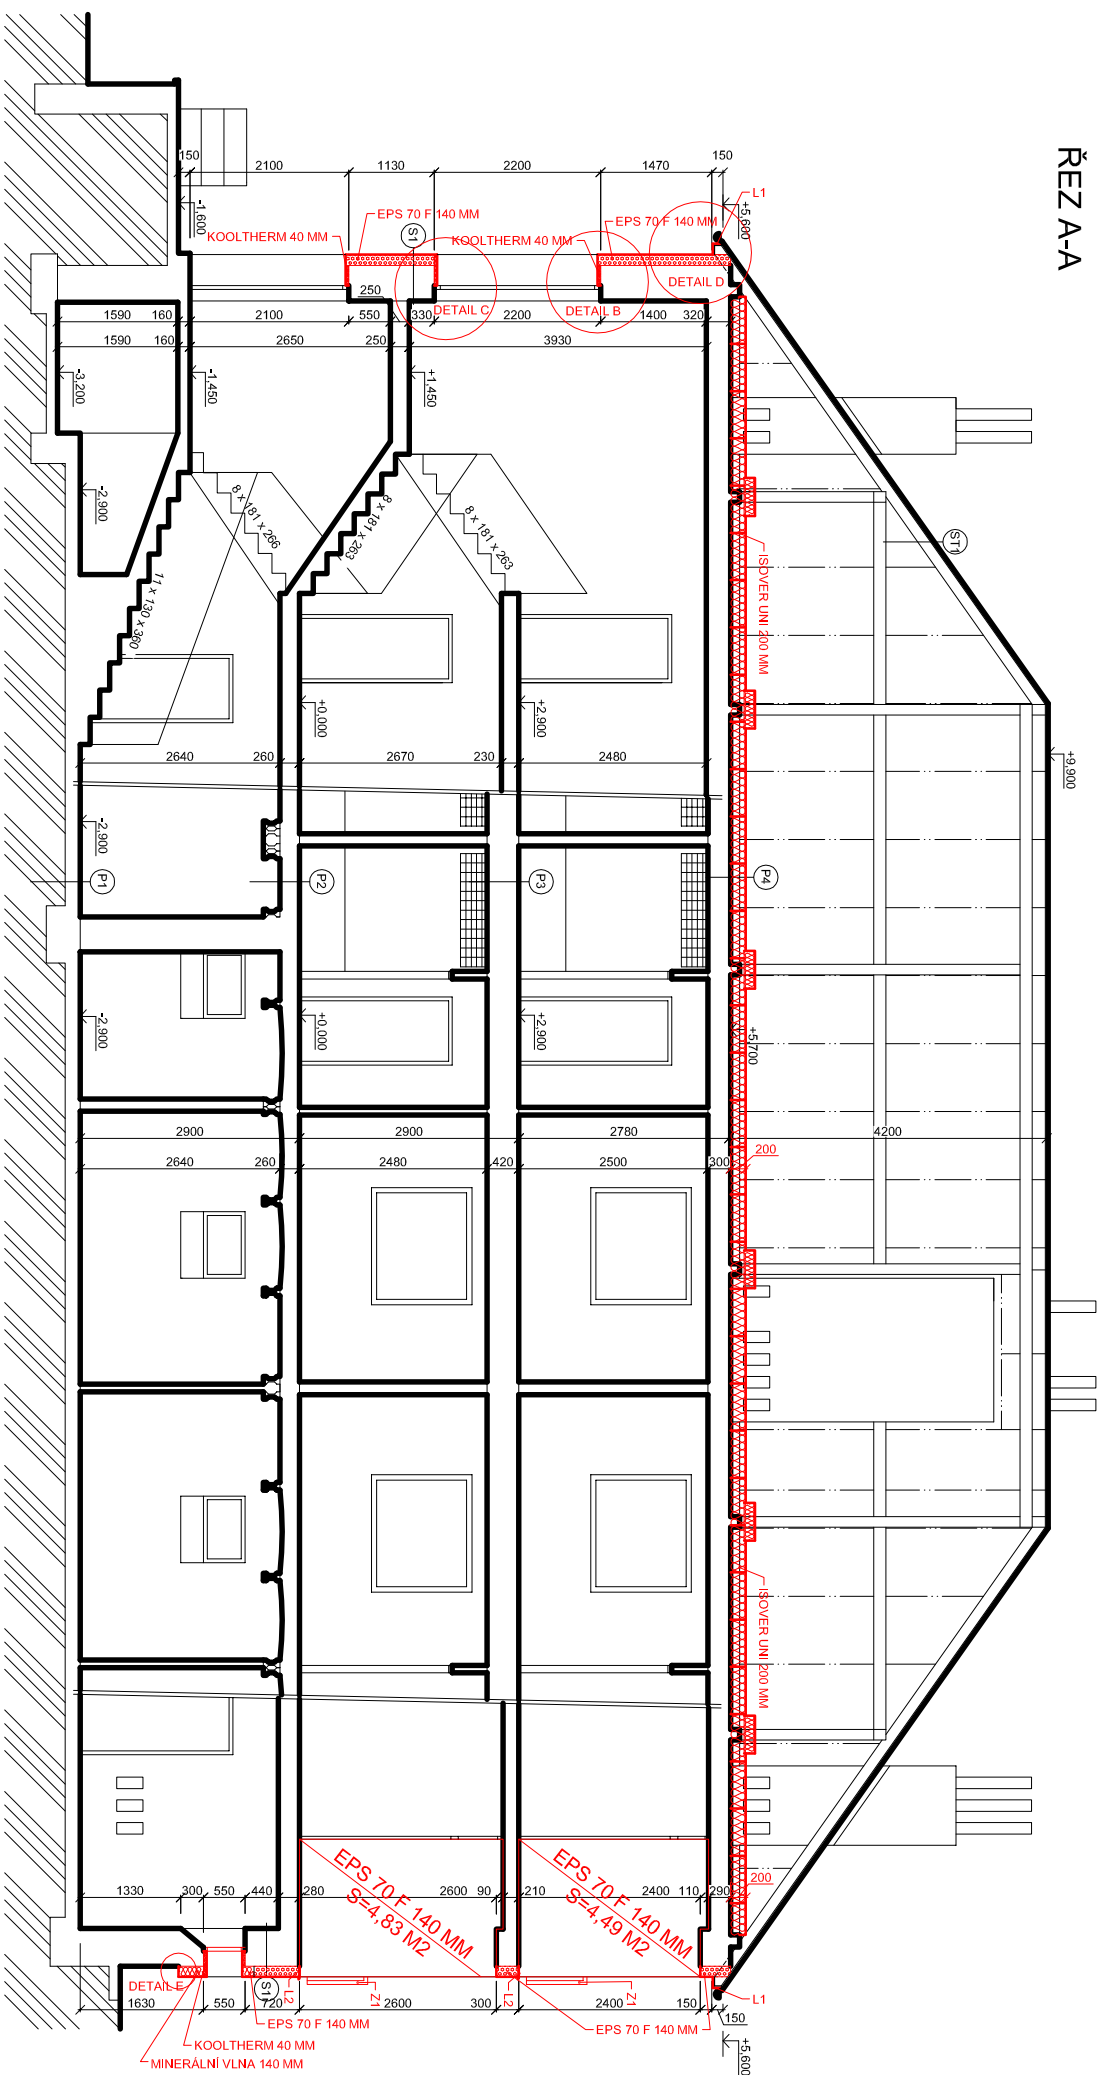 ŘEZ A-A
150
2100
1130
2200
1470
150
-1,600
+5,600
L1
EPS 70 F 140 MM
S1
EPS 70 F 140 MM
KOOLTHERM 40 MM
KOOLTHERM 40 MM
DETAIL D
250
DETAIL C
DETAIL B
1590
160
2100
550
330
2200
1400
320
1590
160
2650
250
3930
-3,200
-1,450
+1,450
-2,900
8 x 181 x 266
8 x 181 x 263
8 x 181 x 263
ST1
ISOVER UNI 200 MM
11 x 130 x 360
+0,000
+2,900
2640
260
2670
230
2480
+9,900
-2,900
P1
P2
P3
P4
-2,900
+0,000
+2,900
+5,700
2900
2900
2780
4200
2640
260
2480
420
2500
300
200
ISOVER UNI 200 MM
EPS 70 F 140 MM
S=4,83 M2
EPS 70 F 140 MM
S=4,49 M2
1330
300
550
440
280
2600
90
210
2400
110
290
200
DETAIL E
S1
L2
Z1
L2
Z1
L1
1630
550
720
2600
300
2400
150
150
EPS 70 F 140 MM
EPS 70 F 140 MM
+5,600
KOOLTHERM 40 MM
MINERÁLNÍ VLNA 140 MM